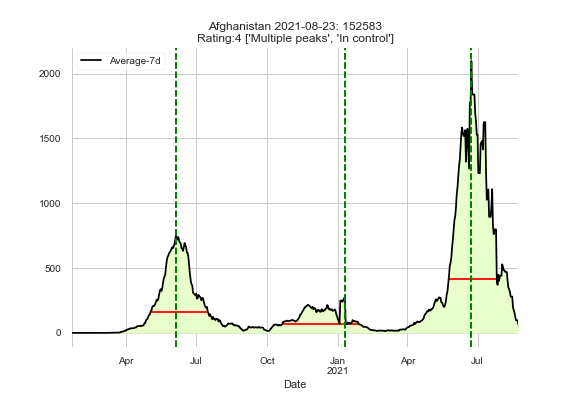 Afghanistan 2021-08-23: 152583
Rating:4 ['Multiple peaks', 'In control']
Average-7d
2000
1500
1000
500
0
Apr
Jul
Oct
Jan
2021
Apr
Jul
Date